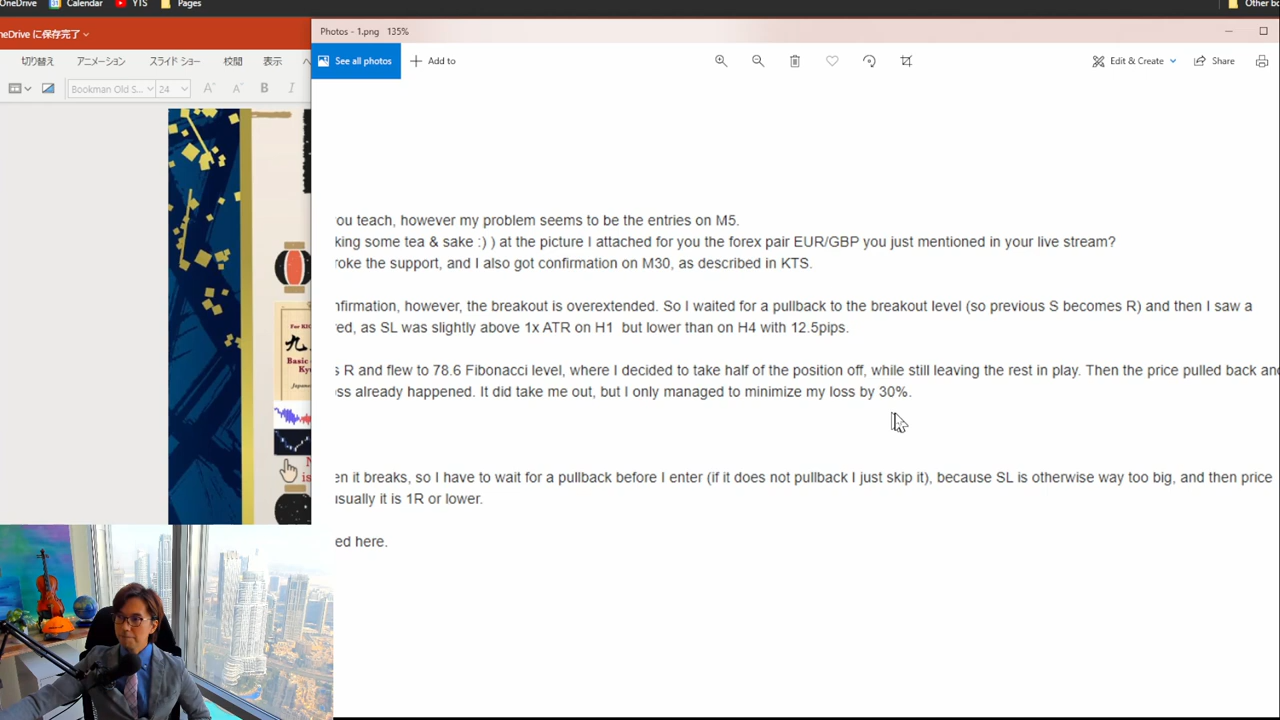 OneDrive
Calendar
YTS
Pages
Other bo
neDrive に保存完了
Photos - 1.png 135%
切り替え
アニメーション
スライド ショー
校閲
表示
See all photos
Add to
Edit & Create
Share
Bookman Old S...
24
B
I
ou teach, however my problem seems to be the entries on M5.
king some tea & sake :) ) at the picture I attached for you the forex pair EUR/GBP you just mentioned in your live stream?
roke the support, and I also got confirmation on M30, as described in KTS.
nfirmation, however, the breakout is overextended. So I waited for a pullback to the breakout level (so previous S becomes R) and then I saw a
ed, as SL was slightly above 1x ATR on H1 but lower than on H4 with 12.5pips.
s R and flew to 78.6 Fibonacci level, where I decided to take half of the position off, while still leaving the rest in play. Then the price pulled back and
ss already happened. It did take me out, but I only managed to minimize my loss by 30%.
en it breaks, so I have to wait for a pullback before I enter (if it does not pullback I just skip it), because SL is otherwise way too big, and then price
usually it is 1R or lower.
ed here.
九
Basic
Ky
Japane
N
is